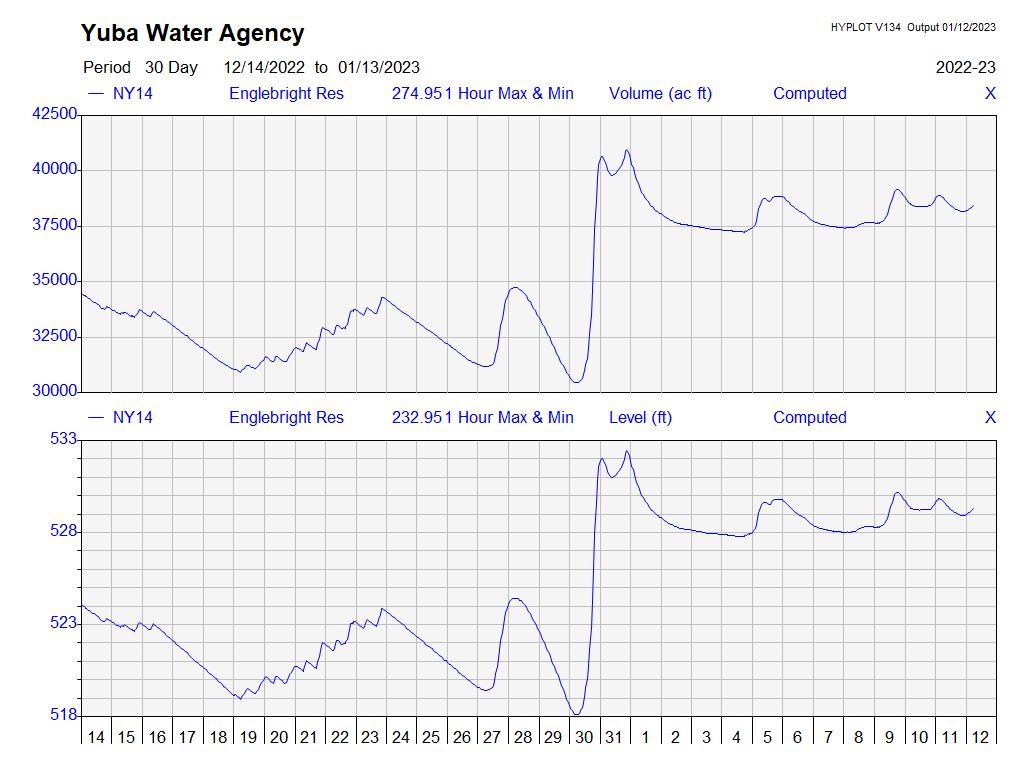 Yuba Water Agency
HYPLOT V134 Output 01/12/2023
Period 30 Day 12/14/2022 to 01/13/2023 2022-23
NY14 Englebright Res 274.951 Hour Max & Min Volume (ac ft) Computed X
42500
40000
37500
35000
32500
30000
NY14 Englebright Res 232.951 Hour Max & Min Level (ft) Computed X
533
528
523
518
14 15 16 17 18 19 20 21 22 23 24 25 26 27 28 29 30 31 1 2 3 4 5 6 7 8 9 10 11 12